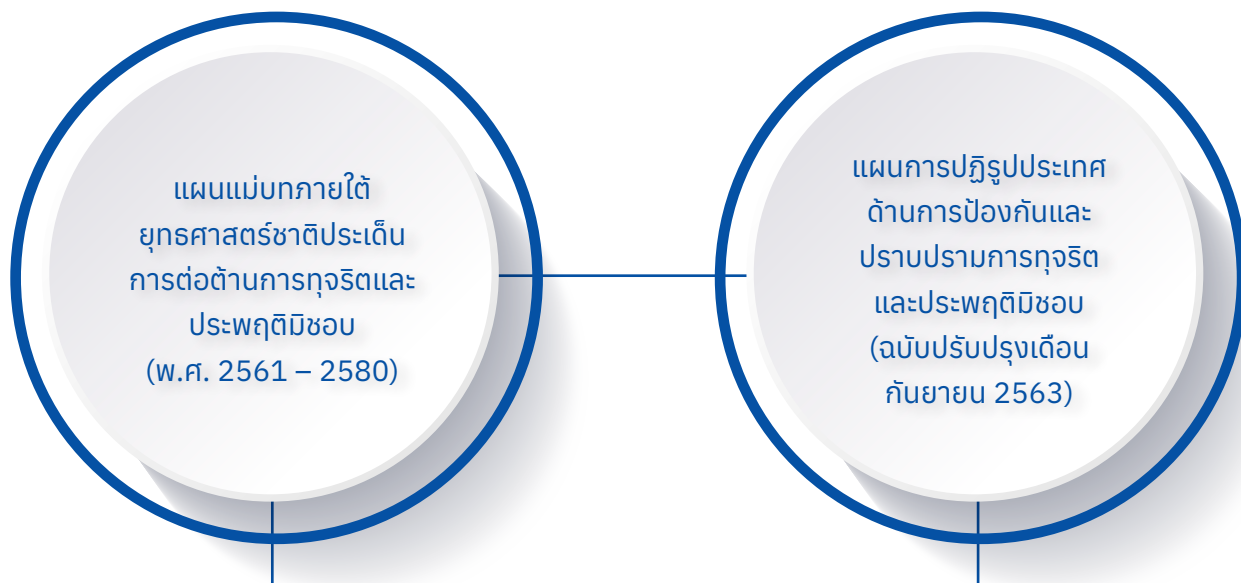 แผนแม่บทภายใต้
ยุทธศาสตร์ชาติประเด็น
การต่อต้านการทุจริตและ
ประพฤติมิชอบ
(พ.ศ. 2561 – 2580)
แผนการปฏิรูปประเทศ
ด้านการป้องกันและ
ปราบปรามการทุจริต
และประพฤติมิชอบ
(ฉบับปรับปรุงเดือน
กันยายน 2563)